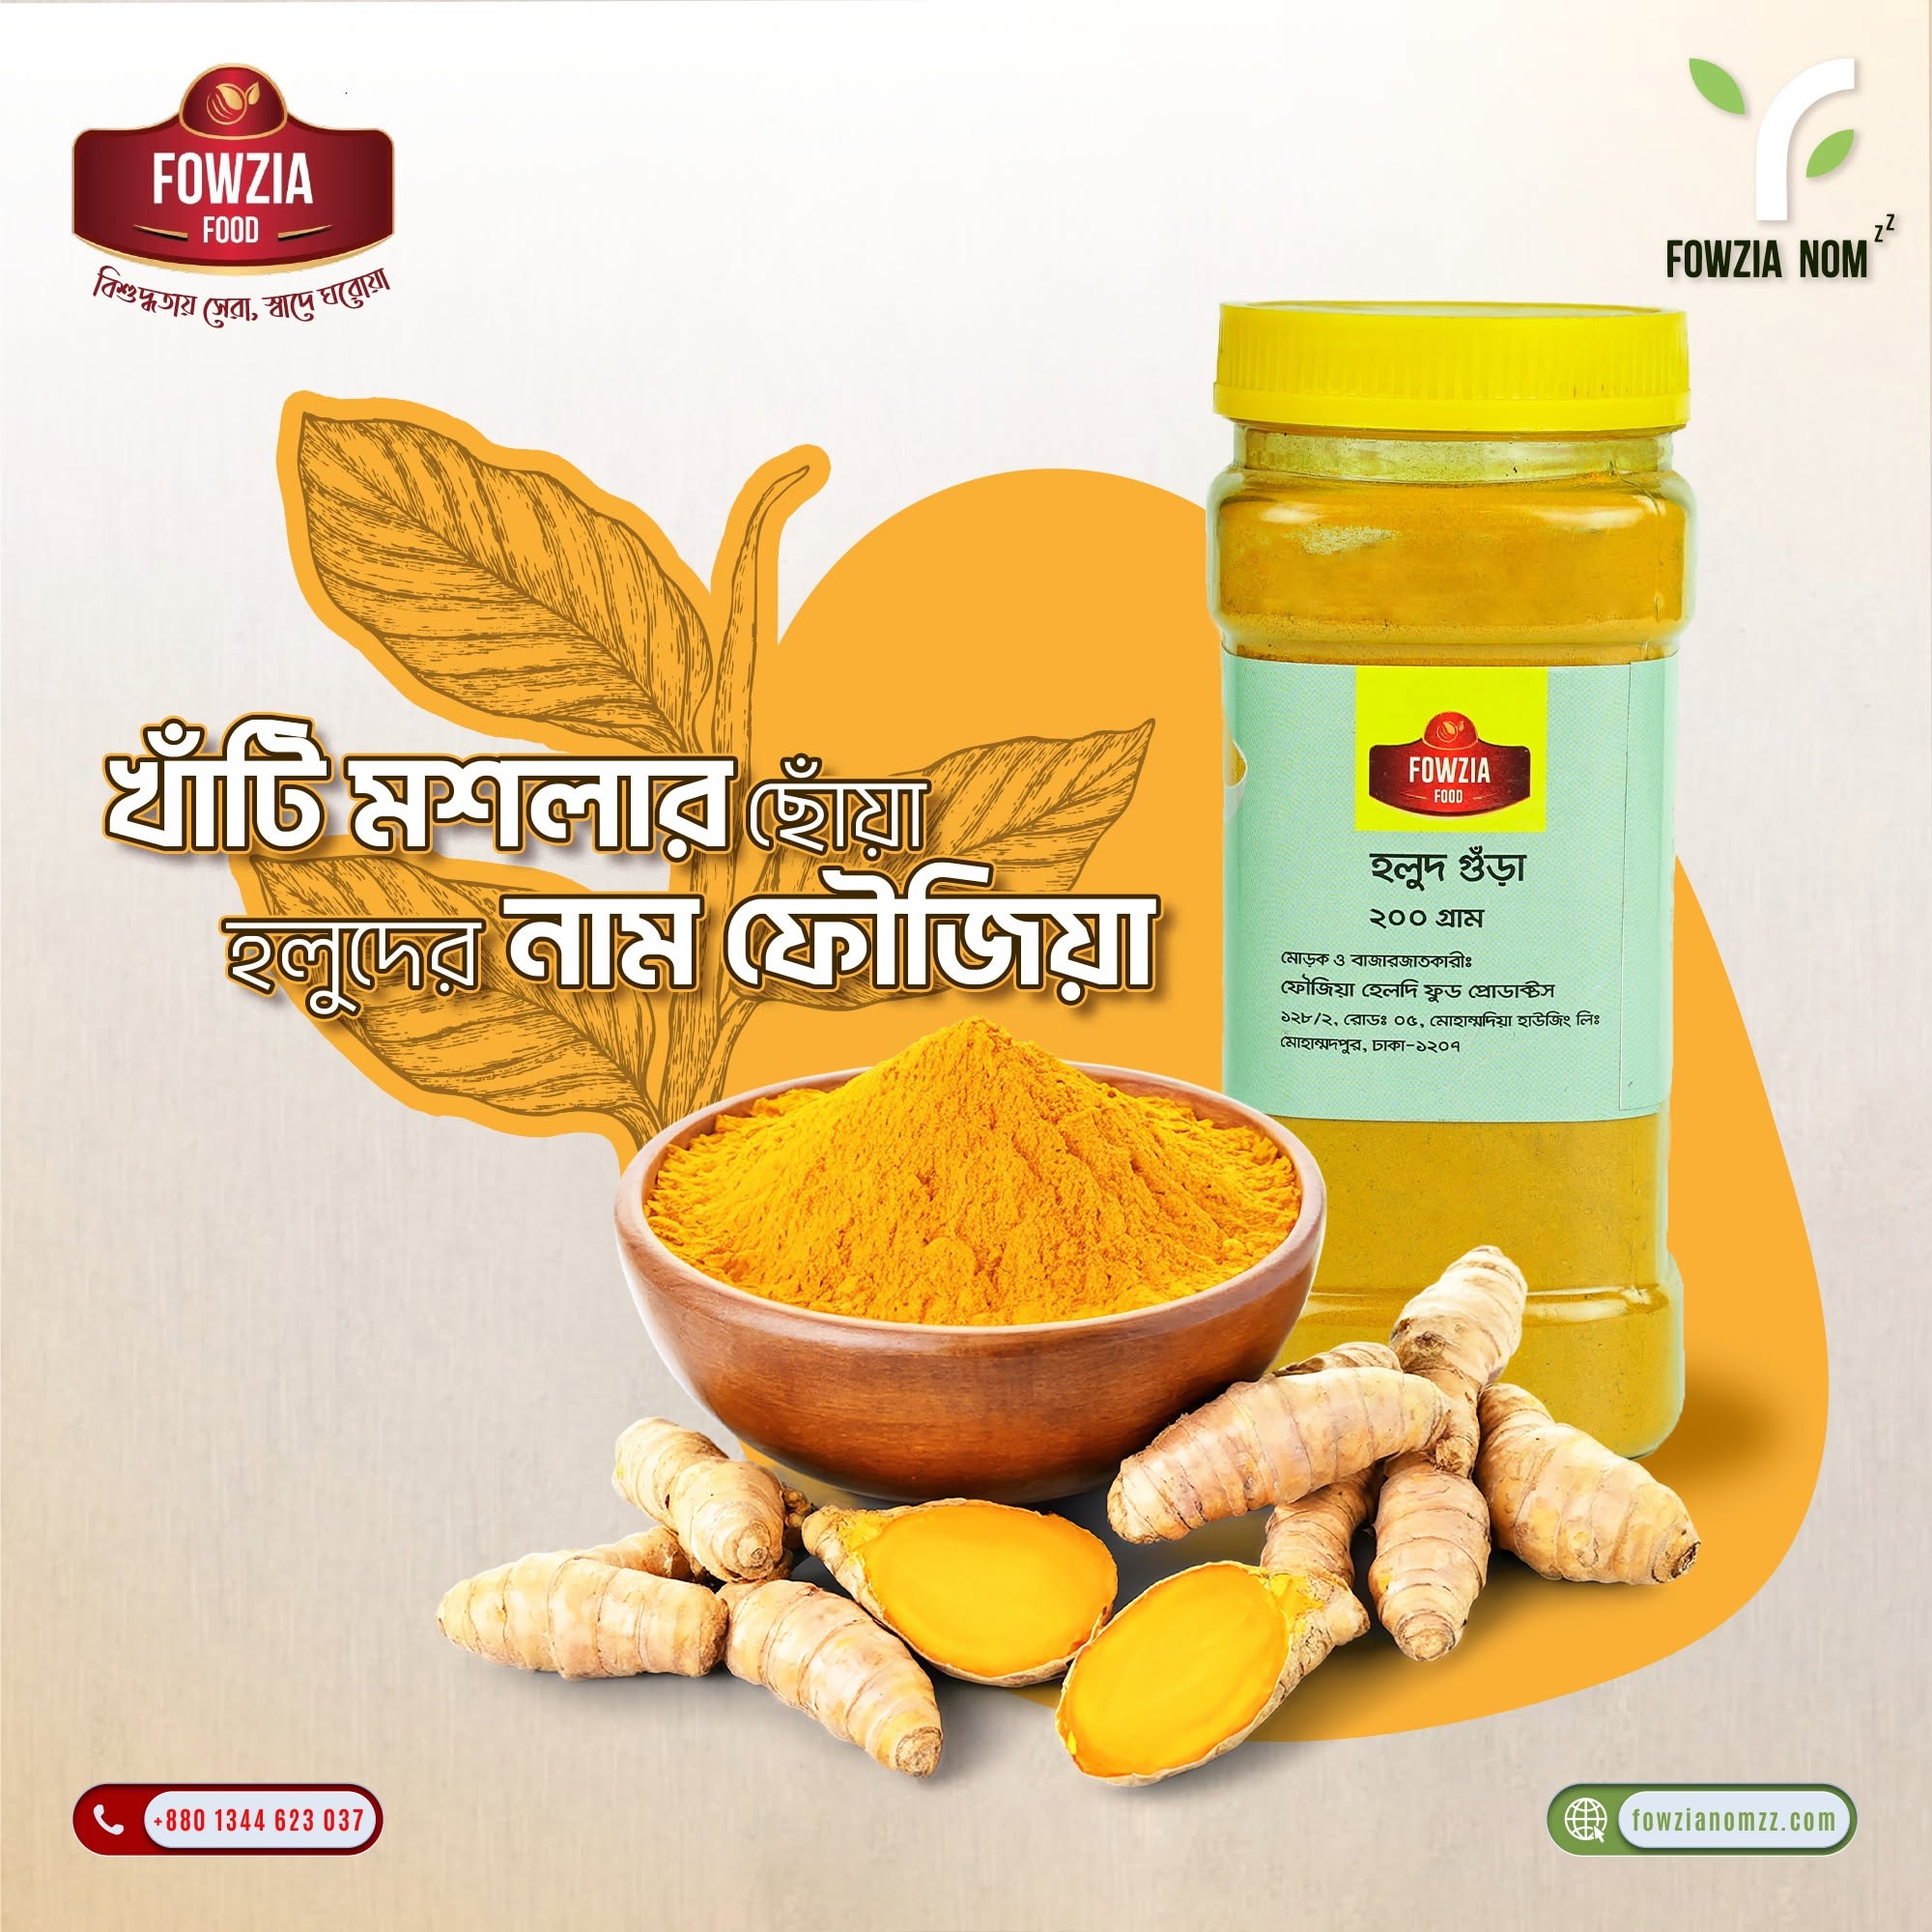 FOWZIA
FOOD
বিশুদ্ধতায় সেরা, স্বাদে ঘরোয়া
FOWZIA NOM zz
খাঁটি মশলার ছোঁয়া
হলুদের নাম ফৌজিয়া
FOWZIA
FOOD
হলুদ গুঁড়া
২০০ গ্রাম
মোড়ক ও বাজারজাতকারীঃ
ফৌজিয়া হেলদি ফুড প্রোডাক্টস
১২৮/২, রোডঃ ০৫, মোহাম্মদিয়া হাউজিং লিঃ
মোহাম্মদপুর, ঢাকা-১২০৭
+880 1344 623 037
fowzianomzz.com